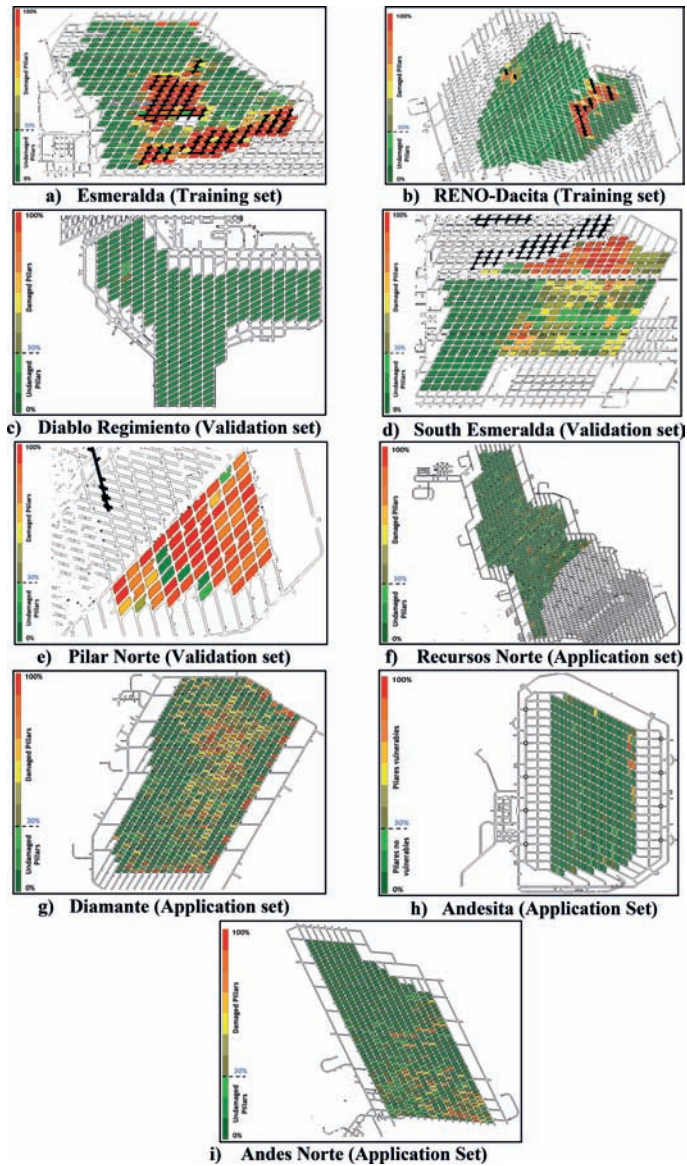 100%
Damaged Pillars
30%
Undamaged Pillars
0%
a) Esmeralda (Training set)
100%
Damaged Pillars
30%
Undamaged Pillars
0%
b) RENO-Dacita (Training set)
100%
Damaged Pillars
30%
Undamaged Pillars
0%
c) Diablo Regimiento (Validation set)
100%
Damaged Pillars
30%
Undamaged Pillars
0%
d) South Esmeralda (Validation set)
100%
Damaged Pillars
30%
Undamaged Pillars
0%
e) Pilar Norte (Validation set)
100%
Damaged Pillars
30%
Undamaged Pillars
0%
f) Recursos Norte (Application set)
100%
Damaged Pillars
30%
Undamaged Pillars
0%
g) Diamante (Application set)
100%
Pilares vulnerables
30%
Pilares no
vulnerables
0%
h) Andesita (Application Set)
100%
Damaged Pillars
30%
Undamaged
Pillars
0%
i) Andes Norte (Application Set)